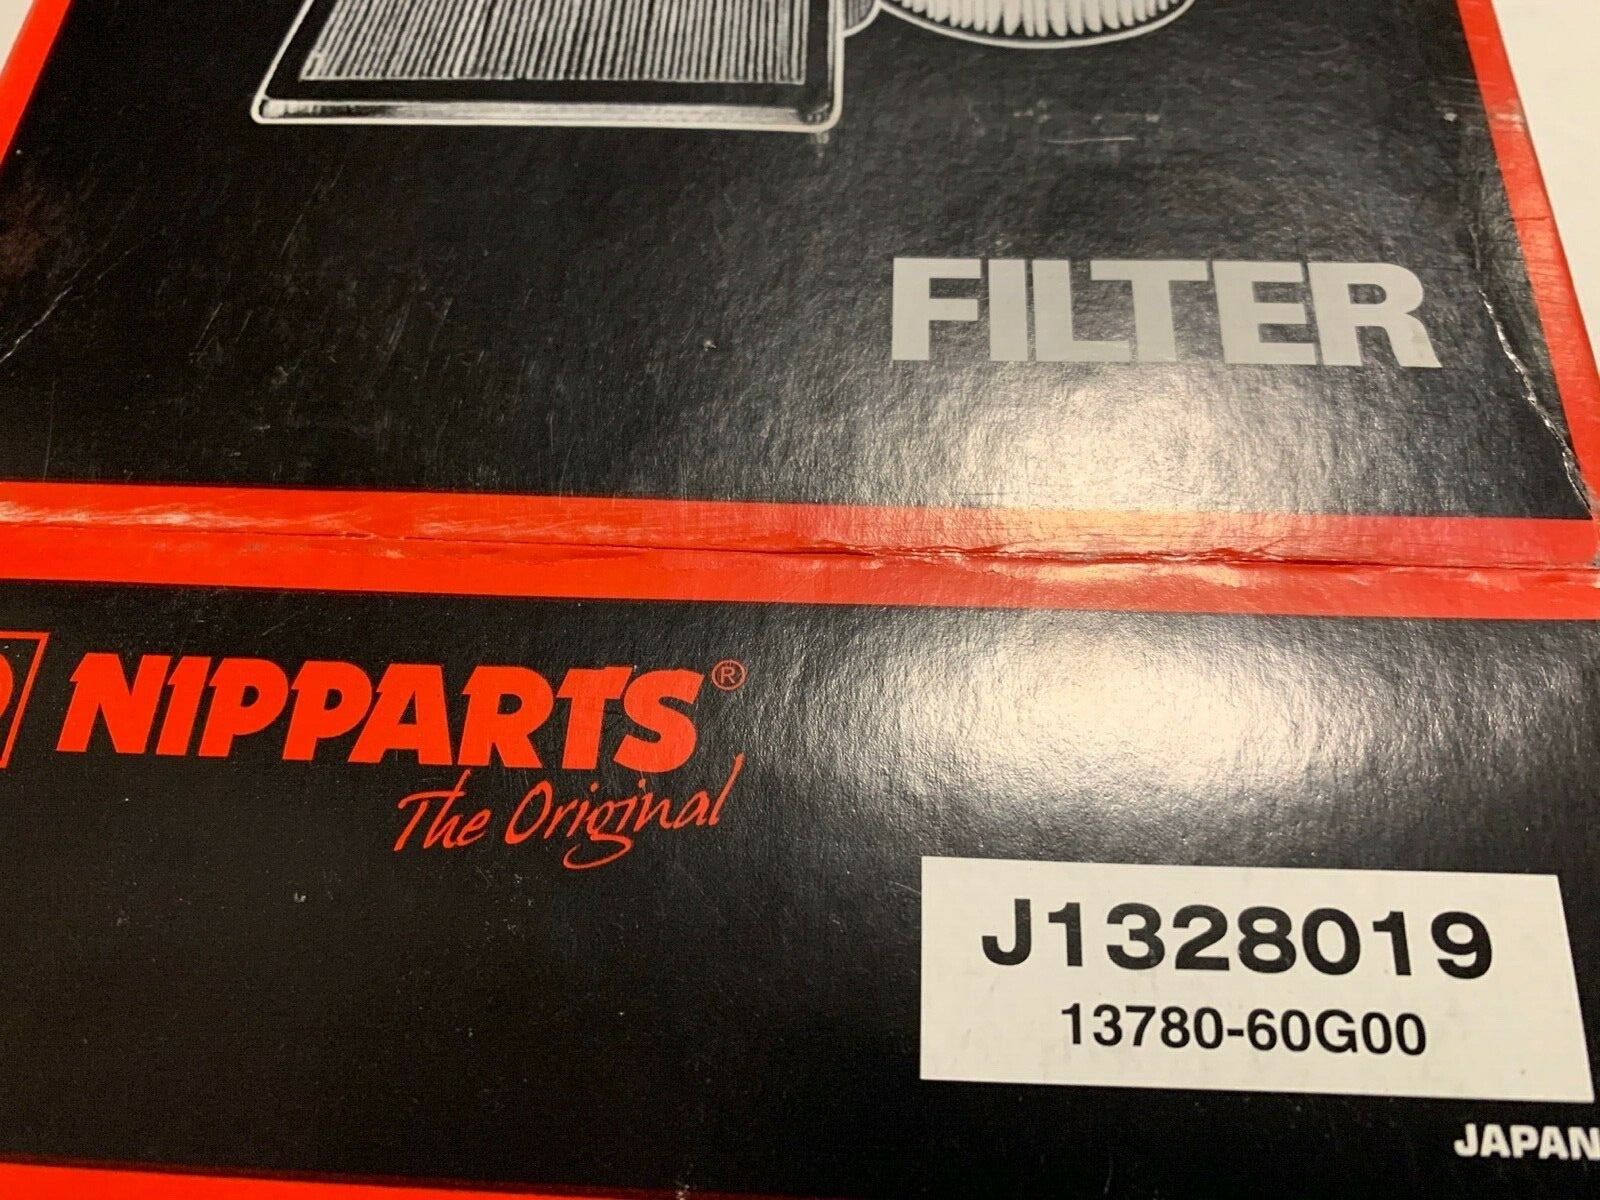 FILTER
NIPPARTS®
The Original
J1328019
13780-60G00
JAPAN